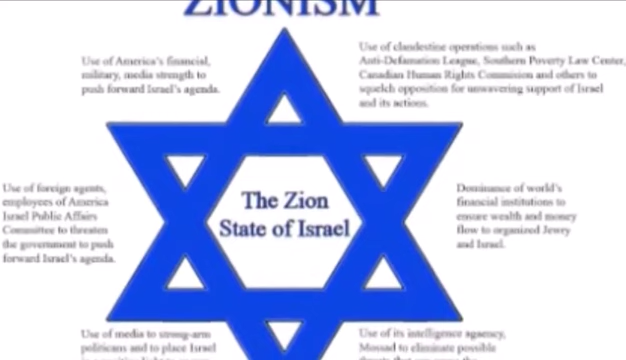 ZIONISM
Use of America's financial,
military, media strength to
push forward Israel's agenda.
Use of clandestine operations such as
Anti-Defamation League, Southern Poverty Law Center,
Canadian Human Rights Commision and others to
squelch opposition for unwavering support of Israel
and its actions.
Use of foreign agents,
employees of America
Israel Public Affairs
Committee to threaten
the government to push
forward Israel's agenda.
The Zion
State of Israel
Dominance of world's
financial institutions to
ensure wealth and money
flow to organized Jewry
and Israel.
Use of media to strong-arm
politicans and to place Israel
Use of its intelligence agaency,
Mossad to eliminate possible